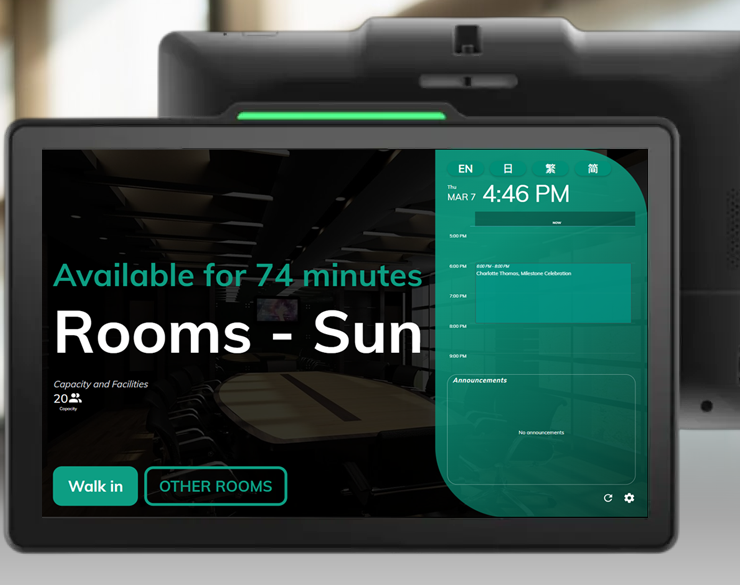 Available for 74 minutes
Rooms - Sun
Capacity and Facilities
20
Capacity
Walk in
OTHER ROOMS
EN 日 繁 简
Thu
MAR 7 4:46 PM
NOW
5:00 PM
6:00 PM
6:00 PM - 8:00 PM
Charlotte Thomas, Milestone Celebration
7:00 PM
8:00 PM
9:00 PM
Announcements
No announcements